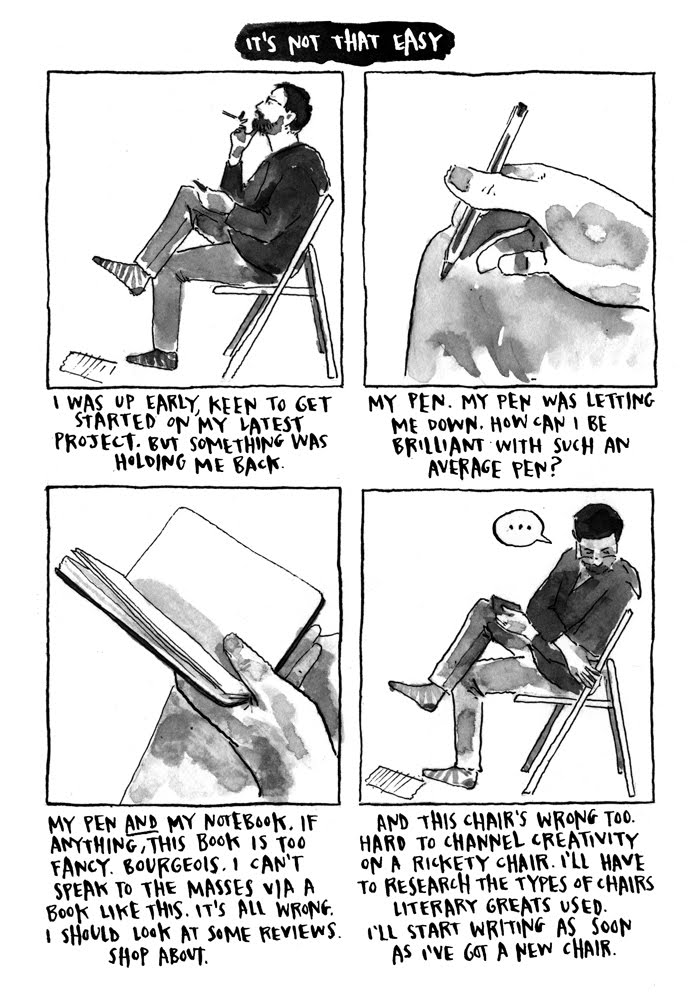 IT'S NOT THAT EASY
I WAS UP EARLY, KEEN TO GET
STARTED ON MY LATEST
PROJECT. BUT SOMETHING WAS
HOLDING ME BACK.
MY PEN. MY PEN WAS LETTING
ME DOWN. HOW CAN I BE
BRILLIANT WITH SUCH AN
AVERAGE PEN?
MY PEN AND MY NOTEBOOK. IF
ANYTHING, THIS BOOK IS TOO
FANCY. BOURGEOIS. I CAN'T
SPEAK TO THE MASSES VIA A
BOOK LIKE THIS. IT'S ALL WRONG.
I SHOULD LOOK AT SOME REVIEWS.
SHOP ABOUT.
...
AND THIS CHAIR'S WRONG TOO.
HARD TO CHANNEL CREATIVITY
ON A RICKETY CHAIR. I'LL HAVE
TO RESEARCH THE TYPES OF CHAIRS
LITERARY GREATS USED.
I'LL START WRITING AS SOON
AS I'VE GOT A NEW CHAIR.